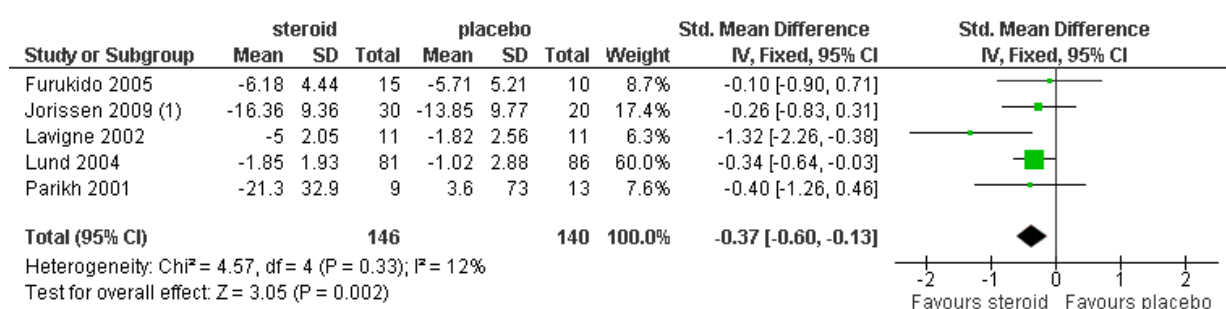 steroid placebo Std. Mean Difference Std. Mean Difference
Study or Subgroup Mean SD Total Mean SD Total Weight IV, Fixed, 95% CI IV, Fixed, 95% CI
Furukido 2005 -6.18 4.44 15 -5.71 5.21 10 8.7% -0.10 [-0.90, 0.71]
Jorissen 2009 (1) -16.36 9.36 30 -13.85 9.77 20 17.4% -0.26 [-0.83, 0.31]
Lavigne 2002 -5 2.05 11 -1.82 2.56 11 6.3% -1.32 [-2.26, -0.38]
Lund 2004 -1.85 1.93 81 -1.02 2.88 86 60.0% -0.34 [-0.64, -0.03]
Parikh 2001 -21.3 32.9 9 3.6 73 13 7.6% -0.40 [-1.26, 0.46]
Total (95% CI) 146 140 100.0% -0.37 [-0.60, -0.13]
Heterogeneity: Chi² = 4.57, df = 4 (P = 0.33); I² = 12%
Test for overall effect: Z = 3.05 (P = 0.002)
-2 -1 0 1 2
Favours steroid Favours placebo